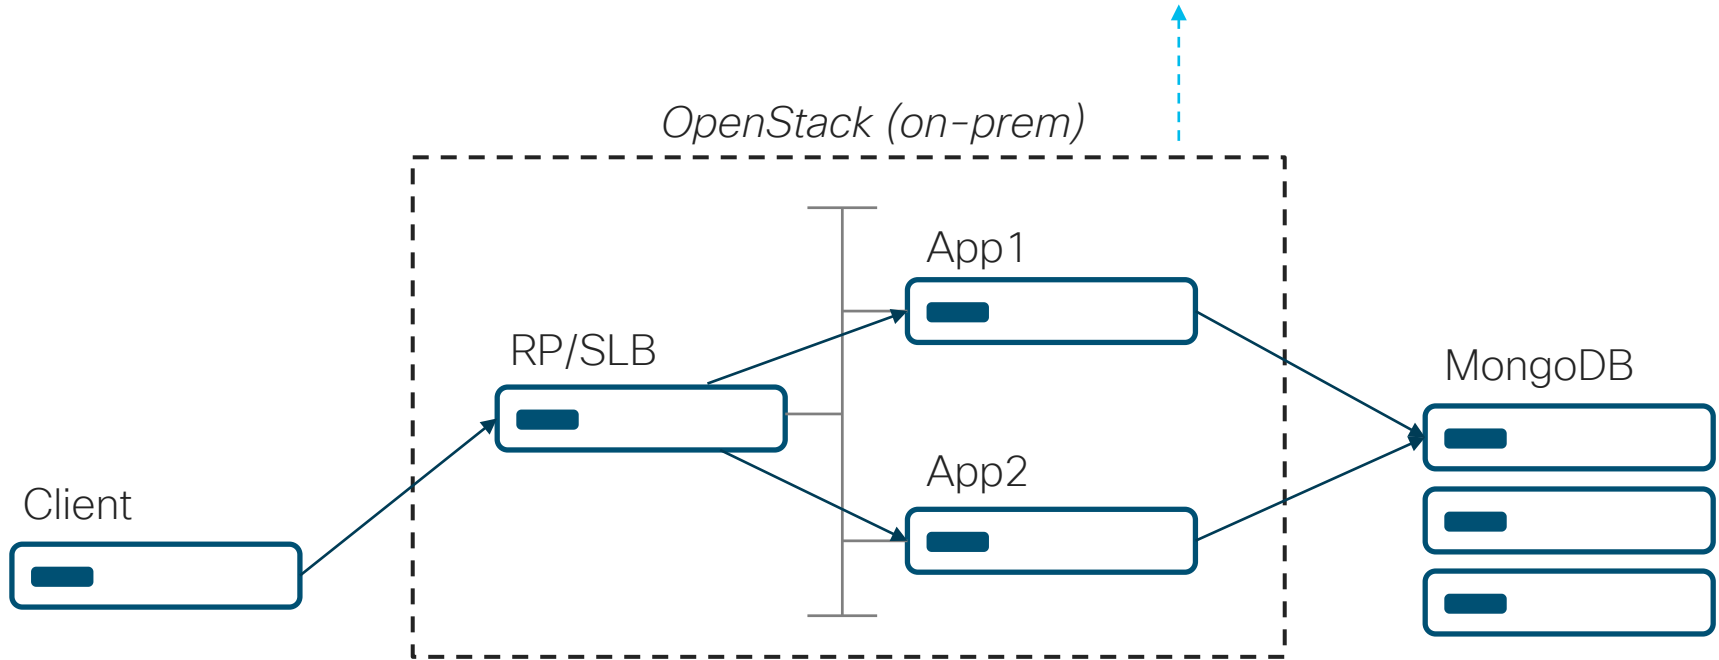 OpenStack (on-prem)
App1
RP/SLB
MongoDB
App2
Client